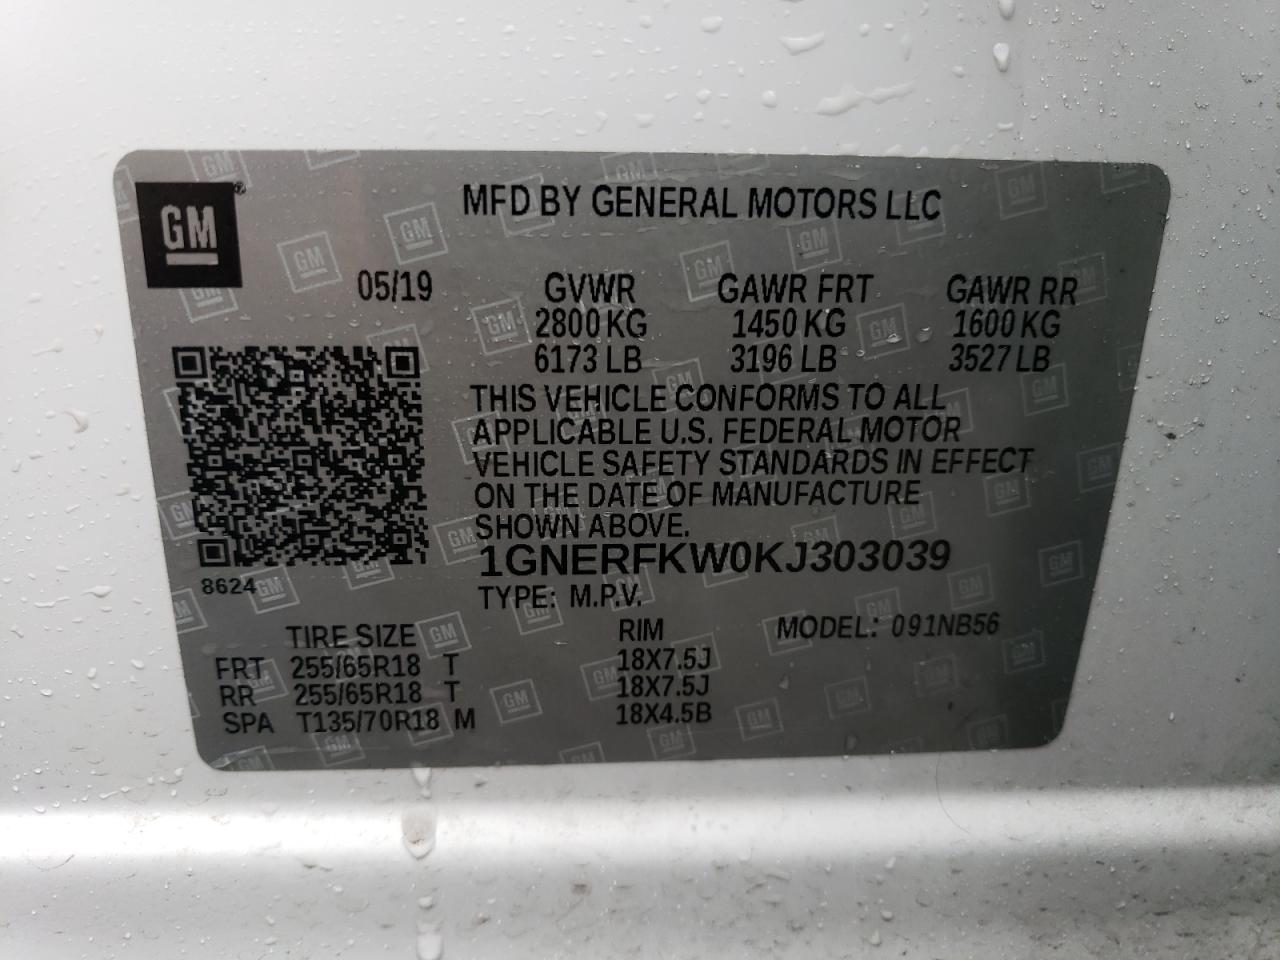 GM
MFD BY GENERAL MOTORS LLC
05/19 GVWR GAWR FRT GAWR RR
2800 KG 1450 KG 1600 KG
6173 LB 3196 LB 3527 LB
THIS VEHICLE CONFORMS TO ALL
APPLICABLE U.S. FEDERAL MOTOR
VEHICLE SAFETY STANDARDS IN EFFECT
ON THE DATE OF MANUFACTURE
SHOWN ABOVE.
1GNERFKW0KJ303039
8624
TYPE: M.P.V.
TIRE SIZE RIM MODEL: 091NB56
FRT 255/65R18 T 18X7.5J
RR 255/65R18 T 18X7.5J
SPA T135/70R18 M 18X4.5B